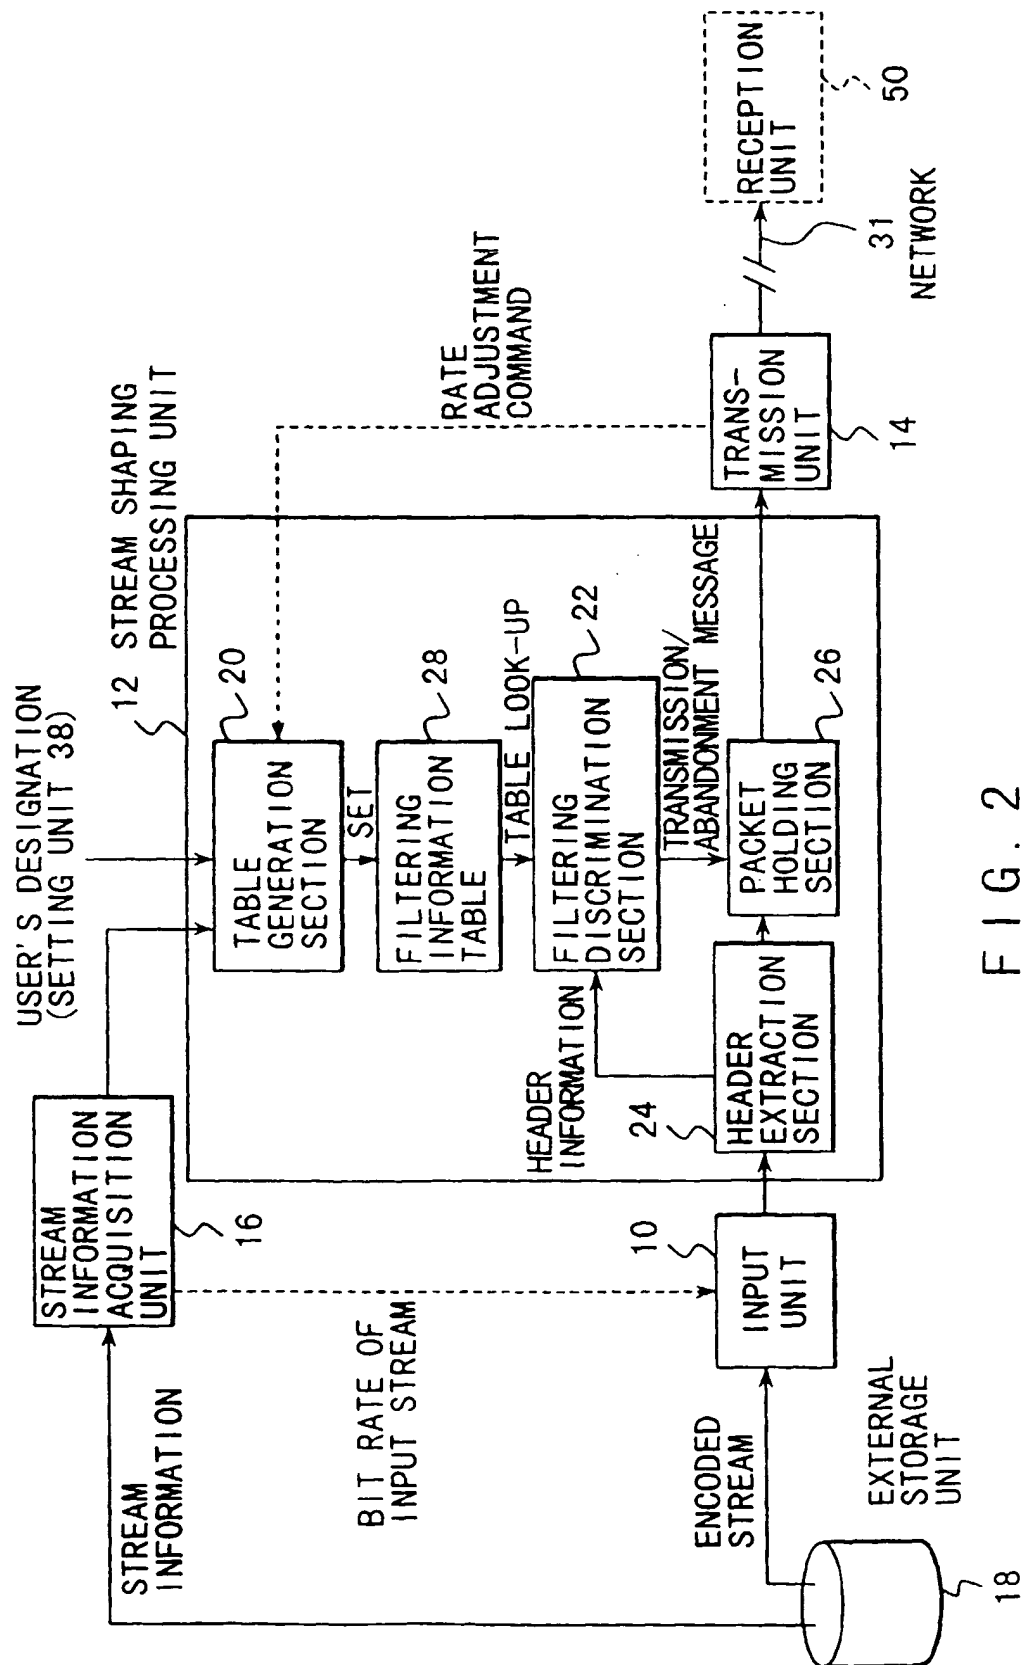 USER'S DESIGNATION
(SETTING UNIT 38)
12 STREAM SHAPING
PROCESSING UNIT
STREAM
INFORMATION
ACQUISITION
UNIT
16
STREAM
INFORMATION
BIT RATE OF
INPUT STREAM
TABLE
GENERATION
SECTION
20
SET
FILTERING
INFORMATION
TABLE
28
TABLE LOOK-UP
FILTERING
DISCRIMINATION
SECTION
22
HEADER
INFORMATION
TRANSMISSION/
ABANDONMENT MESSAGE
RATE
ADJUSTMENT
COMMAND
ENCODED
STREAM
EXTERNAL
STORAGE
UNIT
18
INPUT
UNIT
10
HEADER
EXTRACTION
SECTION
24
PACKET
HOLDING
SECTION
26
TRANS-
MISSION
UNIT
14
31
NETWORK
RECEPTION
UNIT
50
FIG. 2